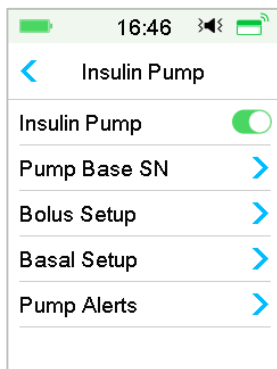 16:46
Insulin Pump
Insulin Pump
Pump Base SN
Bolus Setup
Basal Setup
Pump Alerts